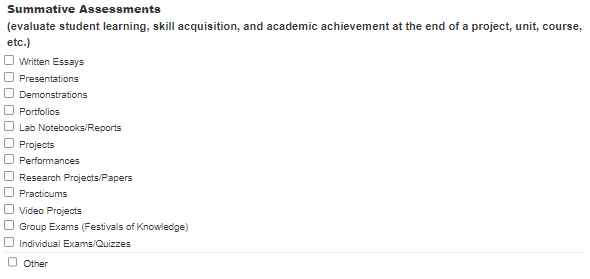 Summative Assessments
(evaluate student learning, skill acquisition, and academic achievement at the end of a project, unit, course,
etc.)
Written Essays
Presentations
Demonstrations
Portfolios
Lab Notebooks/Reports
Projects
Performances
Research Projects/Papers
Practicums
Video Projects
Group Exams (Festivals of Knowledge)
Individual Exams/Quizzes
Other